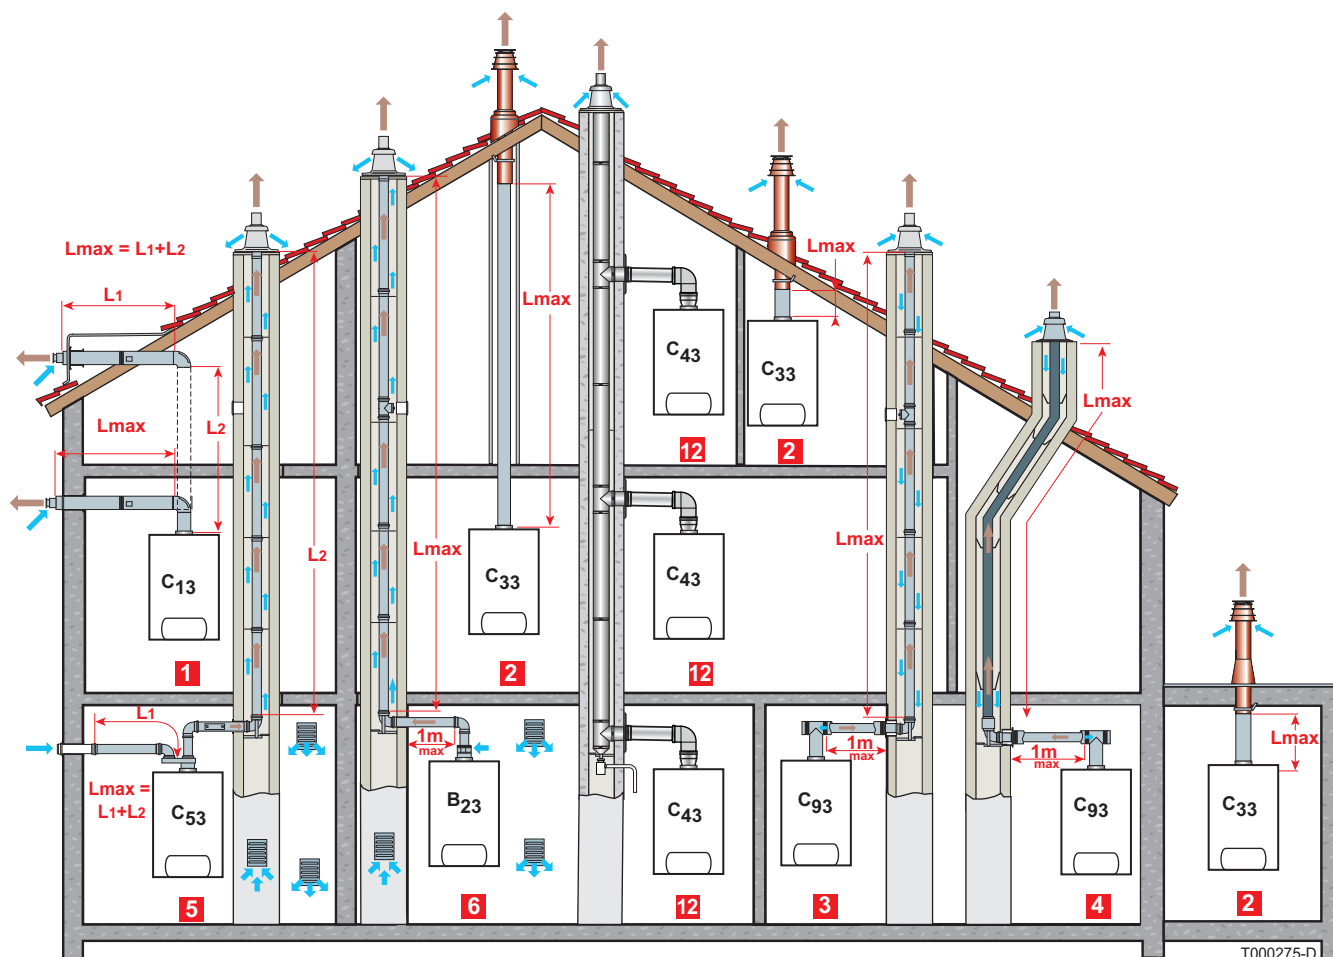 Lmax = L1+L2
L1
Lmax
L2
C13
1
L2
Lmax
Lmax
C33
2
C43
12
Lmax
C33
2
C43
12
Lmax
Lmax
L1
Lmax =
L1+L2
C53
5
1m
max
B23
6
C43
12
1m
max
C93
3
1m
max
C93
4
Lmax
C33
2
T000275-D